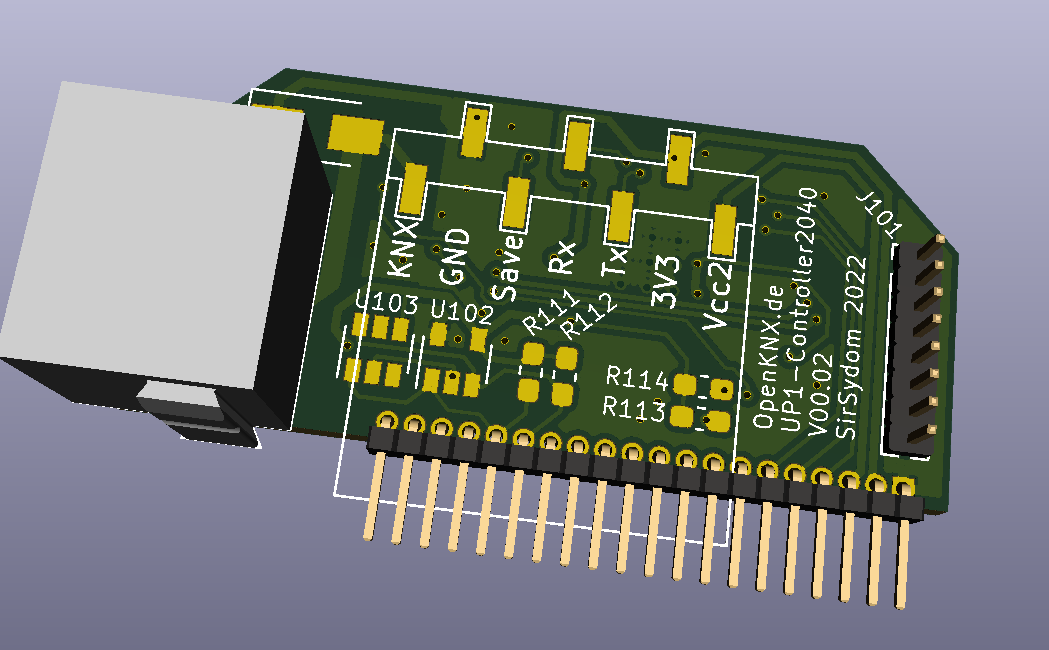 J101
KNX
GND
Save
Rx
Tx
3V3
Vcc2
U103
U102
R111
R112
R114
R113
OpenKNX.de
UP1-Controller2040
V00.02
SirSydom 2022